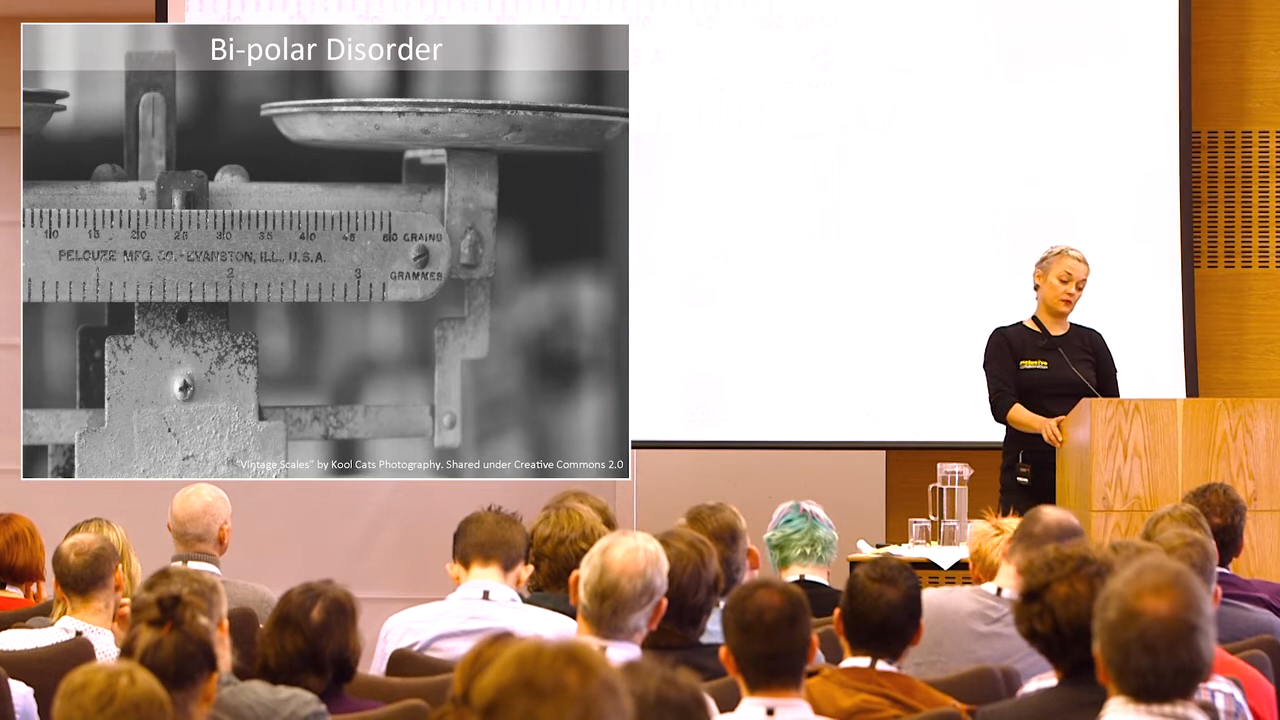 Bi-polar Disorder
10 15 20 25 30 35 40 45 50 GRAINS
PELOUZE MFG. CO.-EVANSTON, ILL., U.S.A.
1 2 3 GRAMMES
"Vintage Scales" by Kool Cats Photography. Shared under Creative Commons 2.0